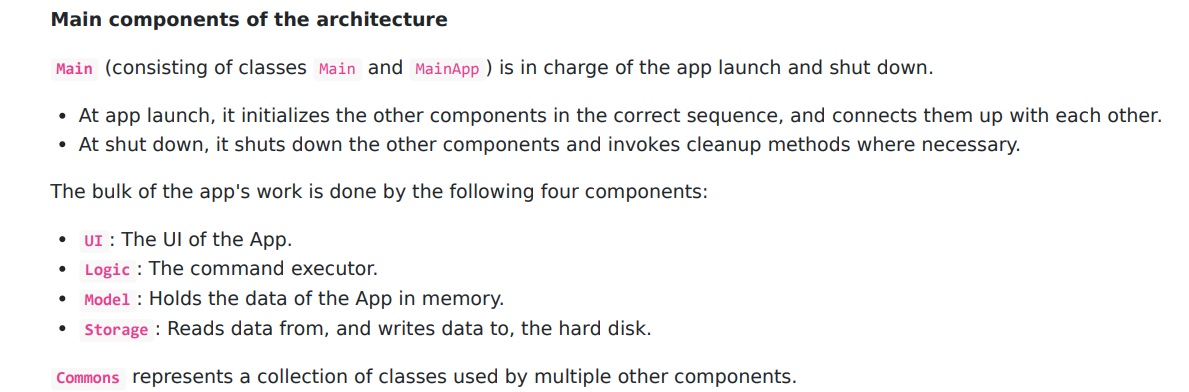 Main components of the architecture
Main (consisting of classes Main and MainApp) is in charge of the app launch and shut down.
• At app launch, it initializes the other components in the correct sequence, and connects them up with each other.
• At shut down, it shuts down the other components and invokes cleanup methods where necessary.
The bulk of the app's work is done by the following four components:
• UI: The UI of the App.
• Logic: The command executor.
• Model: Holds the data of the App in memory.
• Storage: Reads data from, and writes data to, the hard disk.
Commons represents a collection of classes used by multiple other components.